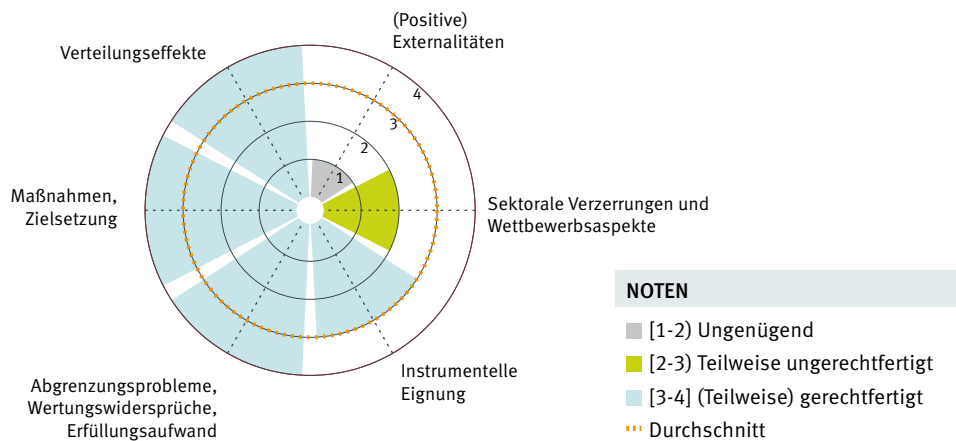 (Positive)
Externalitäten
Verteilungseffekte
4
3
2
1
Maßnahmen,
Zielsetzung
Sektorale Verzerrungen und
Wettbewerbsaspekte
Instrumentelle
Eignung
Abgrenzungsprobleme,
Wertungswidersprüche,
Erfüllungsaufwand
NOTEN
[1-2) Ungenügend
[2-3) Teilweise ungerechtfertigt
[3-4] (Teilweise) gerechtfertigt
Durchschnitt